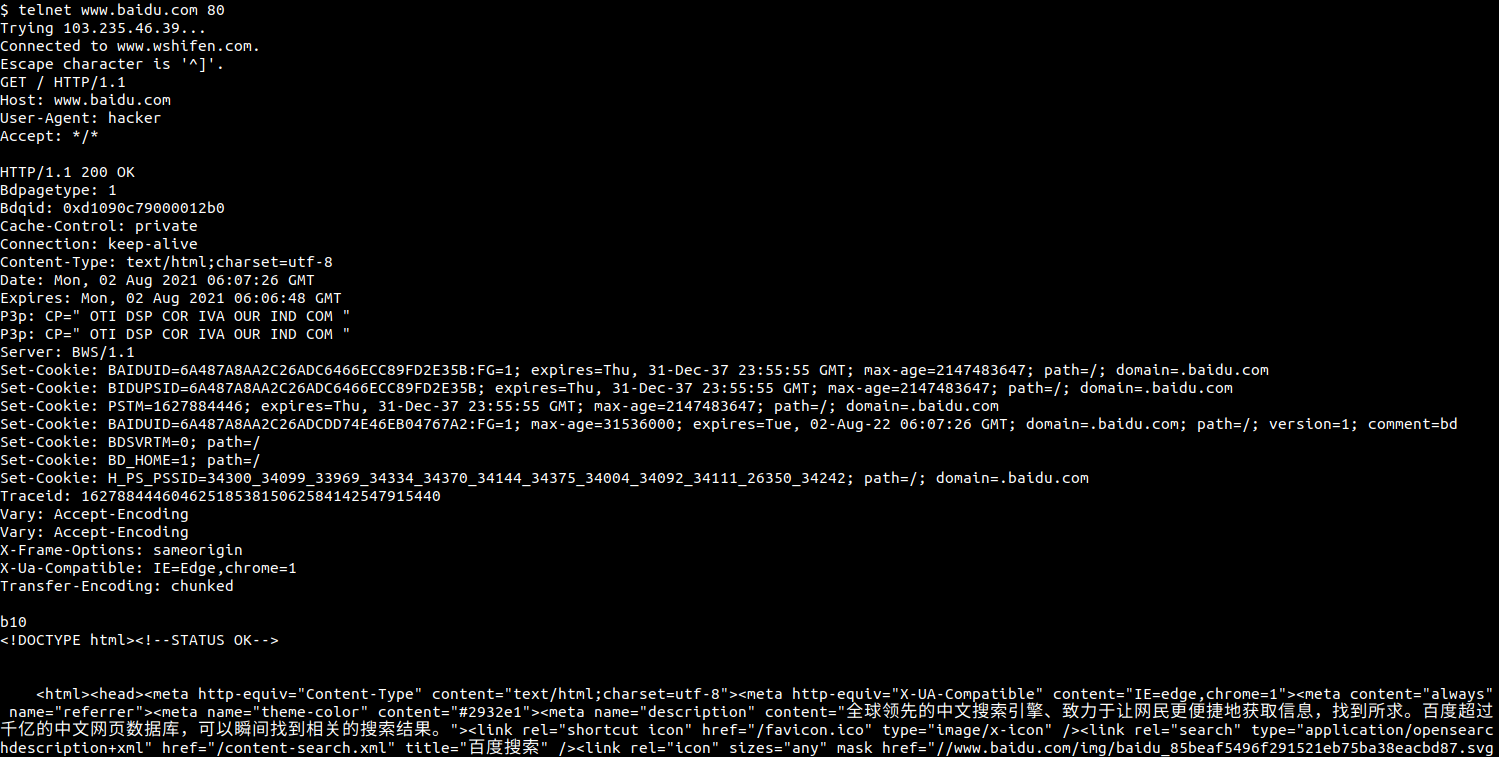 $ telnet www.baidu.com 80
Trying 103.235.46.39...
Connected to www.wshifen.com.
Escape character is '^]'.
GET / HTTP/1.1
Host: www.baidu.com
User-Agent: hacker
Accept: */*

HTTP/1.1 200 OK
Bdpagetype: 1
Bdqid: 0xd1090c79000012b0
Cache-Control: private
Connection: keep-alive
Content-Type: text/html;charset=utf-8
Date: Mon, 02 Aug 2021 06:07:26 GMT
Expires: Mon, 02 Aug 2021 06:06:48 GMT
P3p: CP=" OTI DSP COR IVA OUR IND COM "
P3p: CP=" OTI DSP COR IVA OUR IND COM "
Server: BWS/1.1
Set-Cookie: BAIDUID=6A487A8AA2C26ADC6466ECC89FD2E35B:FG=1; expires=Thu, 31-Dec-37 23:55:55 GMT; max-age=2147483647; path=/; domain=.baidu.com
Set-Cookie: BIDUPSID=6A487A8AA2C26ADC6466ECC89FD2E35B; expires=Thu, 31-Dec-37 23:55:55 GMT; max-age=2147483647; path=/; domain=.baidu.com
Set-Cookie: PSTM=1627884446; expires=Thu, 31-Dec-37 23:55:55 GMT; max-age=2147483647; path=/; domain=.baidu.com
Set-Cookie: BAIDUID=6A487A8AA2C26ADCDD74E46EB04767A2:FG=1; max-age=31536000; expires=Tue, 02-Aug-22 06:07:26 GMT; domain=.baidu.com; path=/; version=1; comment=bd
Set-Cookie: BDSVRTM=0; path=/
Set-Cookie: BD_HOME=1; path=/
Set-Cookie: H_PS_PSSID=34300_34099_33969_34334_34370_34144_34375_34004_34092_34111_26350_34242; path=/; domain=.baidu.com
Traceid: 1627884446046251853815062584142547915440
Vary: Accept-Encoding
Vary: Accept-Encoding
X-Frame-Options: sameorigin
X-Ua-Compatible: IE=Edge,chrome=1
Transfer-Encoding: chunked

b10
<!DOCTYPE html><!--STATUS OK-->

    <html><head><meta http-equiv="Content-Type" content="text/html;charset=utf-8"><meta http-equiv="X-UA-Compatible" content="IE=edge,chrome=1"><meta content="always"
 name="referrer"><meta name="theme-color" content="#2932e1"><meta name="description" content="全球领先的中文搜索引擎、致力于让网民更便捷地获取信息，找到所求。百度超过
千亿的中文网页数据库，可以瞬间找到相关的搜索结果。"><link rel="shortcut icon" href="/favicon.ico" type="image/x-icon" /><link rel="search" type="application/opensearc
hdescription+xml" href="/content-search.xml" title="百度搜索" /><link rel="icon" sizes="any" mask href="//www.baidu.com/img/baidu_85beaf5496f291521eb75ba38eacbd87.svg